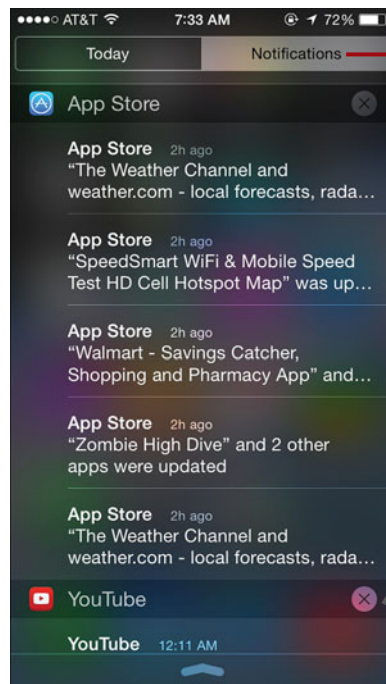 AT&T 7:33 AM 72%
Today Notifications
App Store
App Store 2h ago
“The Weather Channel and
weather.com - local forecasts, rada...
App Store 2h ago
“SpeedSmart WiFi & Mobile Speed
Test HD Cell Hotspot Map” was up...
App Store 2h ago
“Walmart - Savings Catcher,
Shopping and Pharmacy App” and...
App Store 2h ago
“Zombie High Dive” and 2 other
apps were updated
App Store 2h ago
“The Weather Channel and
weather.com - local forecasts, rada...
YouTube
YouTube 12:11 AM